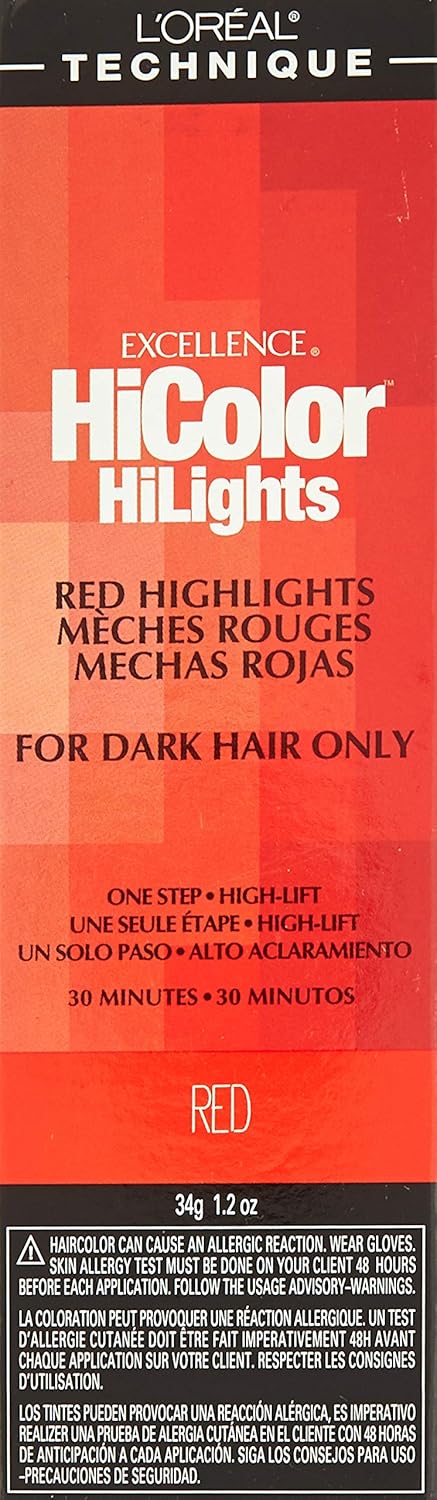 L'ORÉAL®
TECHNIQUE
EXCELLENCE®
HiColor™
HiLights
RED HIGHLIGHTS
MÈCHES ROUGES
MECHAS ROJAS
FOR DARK HAIR ONLY
ONE STEP • HIGH-LIFT
UNE SEULE ÉTAPE • HIGH-LIFT
UN SOLO PASO • ALTO ACLARAMIENTO
30 MINUTES • 30 MINUTOS
RED
34g 1.2 oz
HAIRCOLOR CAN CAUSE AN ALLERGIC REACTION. WEAR GLOVES.
SKIN ALLERGY TEST MUST BE DONE ON YOUR CLIENT 48 HOURS
BEFORE EACH APPLICATION. FOLLOW THE USAGE ADVISORY–WARNINGS.
LA COLORATION PEUT PROVOQUER UNE RÉACTION ALLERGIQUE. UN TEST
D'ALLERGIE CUTANÉE DOIT ÊTRE FAIT IMPERATIVEMENT 48H AVANT
CHAQUE APPLICATION SUR VOTRE CLIENT. RESPECTER LES CONSIGNES
D'UTILISATION.
LOS TINTES PUEDEN PROVOCAR UNA REACCIÓN ALÉRGICA, ES IMPERATIVO
REALIZER UNA PRUEBA DE ALERGIA CUTÁNEA EN EL CLIENTE CON 48 HORAS
DE ANTICIPACIÓN A CADA APLICACIÓN. SIGA LOS CONSEJOS PARA USO
–PRECAUCIONES DE SEGURIDAD.